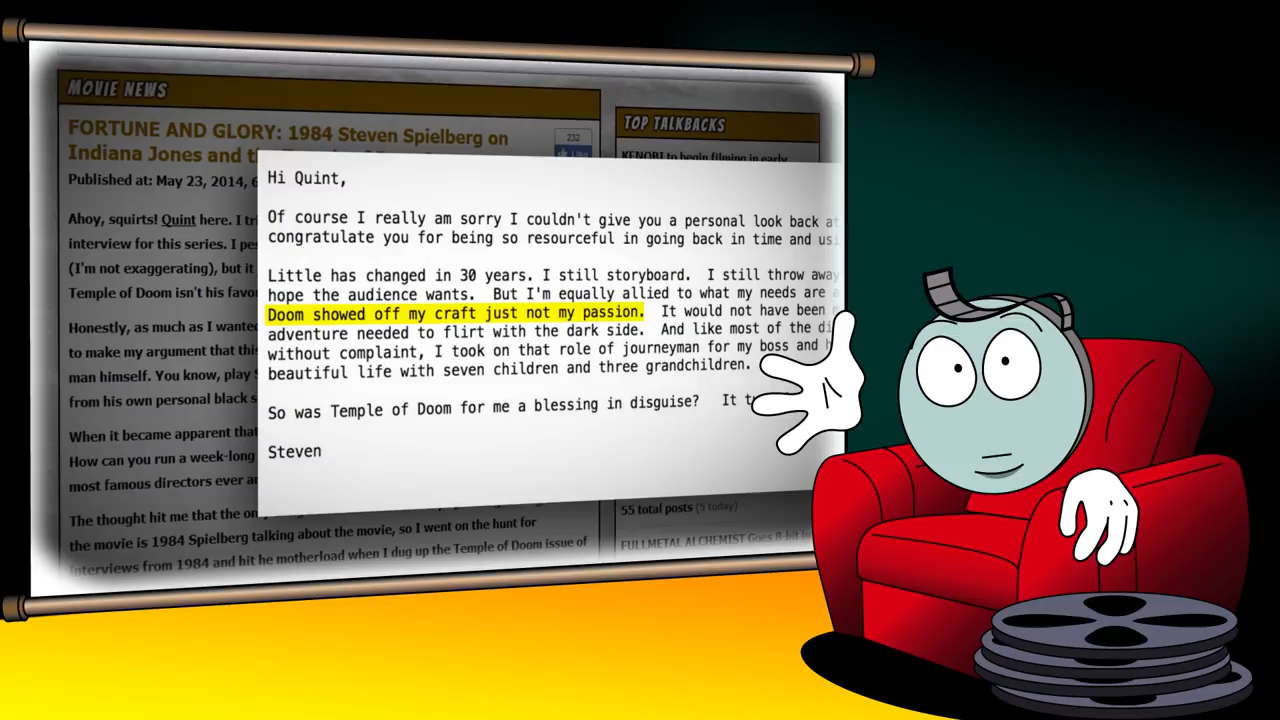 MOVIE NEWS
FORTUNE AND GLORY: 1984 Steven Spielberg on
Indiana Jones and
Published at: May 23, 2014,
Ahoy, squirts! Quint here. I
interview for this series. I
(I'm not exaggerating), but it
Temple of Doom isn't his
Honestly, as much as I wanted
to make my argument that
man himself. You know, play
from his own personal black
When it became apparent that
How can you run a week-long
most famous directors ever
The thought hit me that the
the movie is 1984 Spielberg talking about the movie, so I went on the hunt for
interviews from 1984 and hit he motherload when I dug up the Temple of Doom issue of
232
TOP TALKBACKS
KENOBI to begin filming in early
Hi Quint,
Of course I really am sorry I couldn't give you a personal look back at
congratulate you for being so resourceful in going back in time and
Little has changed in 30 years. I still storyboard. I still throw away
hope the audience wants. But I'm equally allied to what my needs are
Doom showed off my craft just not my passion. It would not have been
adventure needed to flirt with the dark side. And like most of the
without complaint, I took on that role of journeyman for my boss and
beautiful life with seven children and three grandchildren.
So was Temple of Doom for me a blessing in disguise? It
Steven
55 total posts (5 today)
FULLMETAL ALCHEMIST Goes 8-bit in